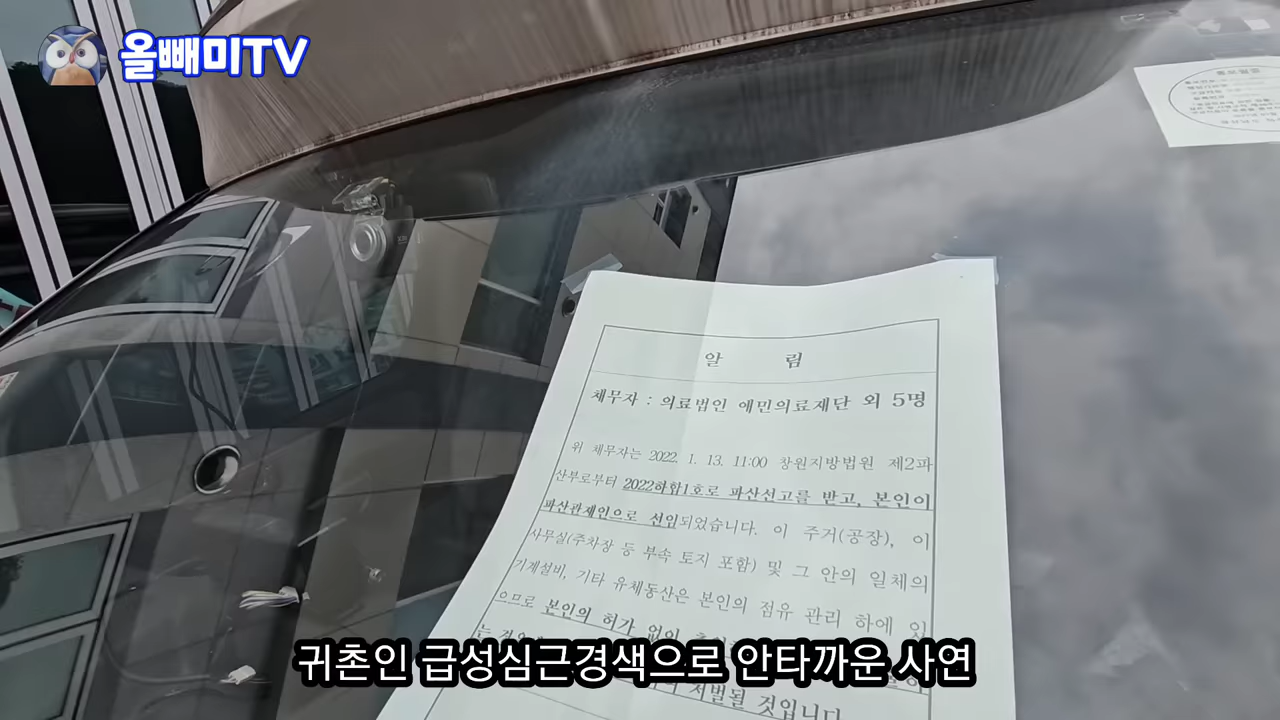 올빼미TV
통보필증
알 림
채무자 : 의료법인 예민의료재단 외 5명
위 채무자는 2022. 1. 13. 11:00 창원지방법원 제2파
산부로부터 2022하합1호로 파산선고를 받고, 본인이
파산관재인으로 선임되었습니다. 이 주거(공장), 이
사무실(주차장 등 부속 토지 포함) 및 그 안의 일체의
기계설비, 기타 유체동산은 본인의 점유 관리 하에 있
으므로 본인의 허가 없이
처벌될 것입니다
귀촌인 급성심근경색으로 안타까운 사연